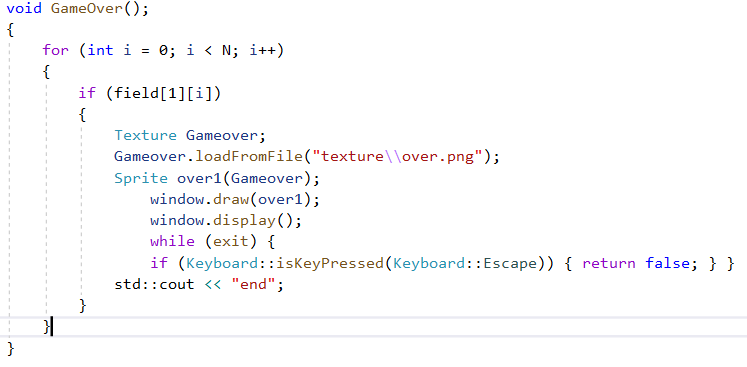 void GameOver();
{
    for (int i = 0; i < N; i++)
    {
        if (field[1][i])
        {
            Texture Gameover;
            Gameover.loadFromFile("texture\\over.png");
            Sprite over1(Gameover);
                window.draw(over1);
                window.display();
                while (exit) {
                if (Keyboard::isKeyPressed(Keyboard::Escape)) { return false; } }
            std::cout << "end";
        }
    }
}